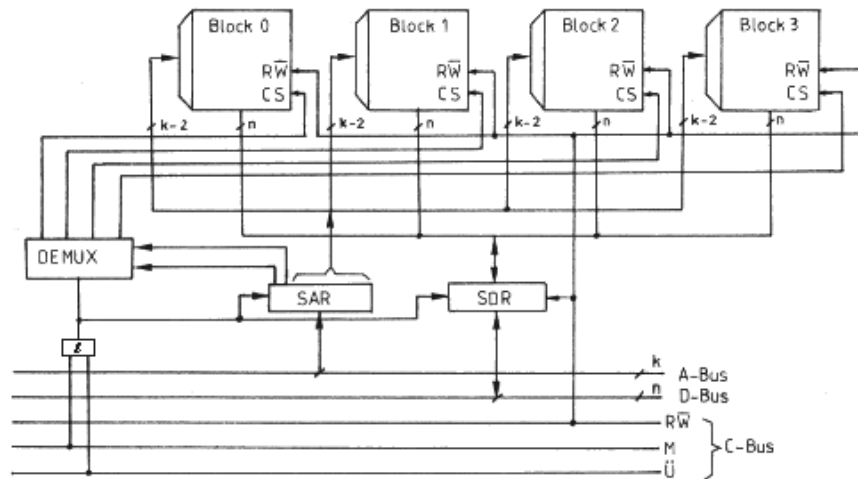 Block 0 Block 1 Block 2 Block 3
RW̅ RW̅ RW̅ RW̅
CS CS CS CS
k-2 n k-2 n k-2 n k-2 n
DEMUX
SAR SDR
&
k A-Bus
n D-Bus
RW̅
M C-Bus
Ü